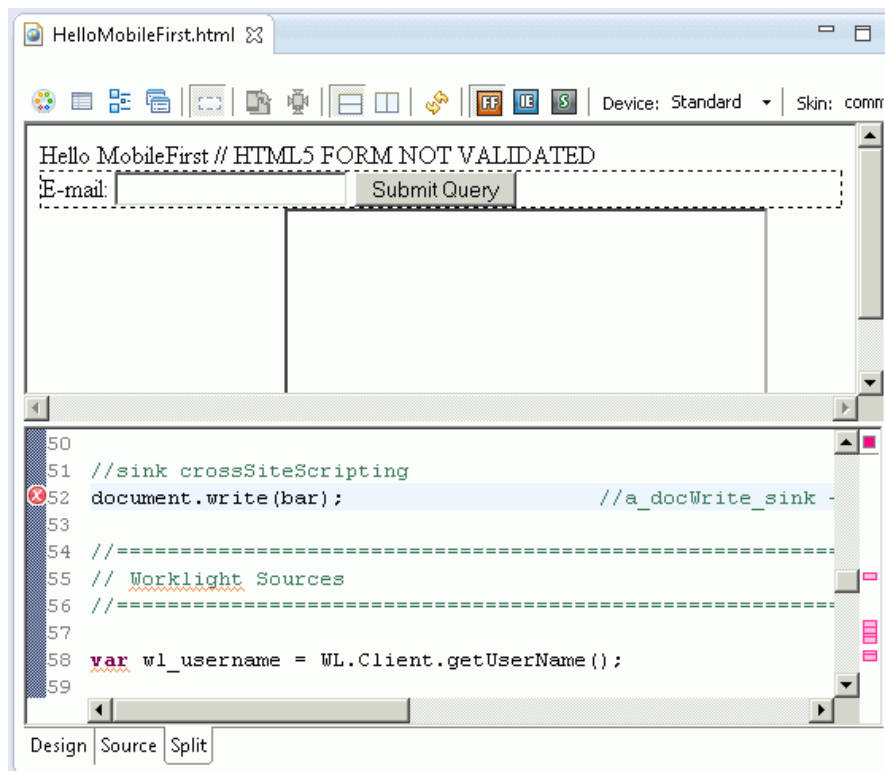 HelloMobileFirst.html
FF IE S Device: Standard Skin: comm
Hello MobileFirst // HTML5 FORM NOT VALIDATED
E-mail: Submit Query
50
51 //sink crossSiteScripting
52 document.write(bar); //a_docWrite_sink -
53
54 //========================================================
55 // Worklight Sources
56 //========================================================
57
58 var wl_username = WL.Client.getUserName();
59
Design Source Split